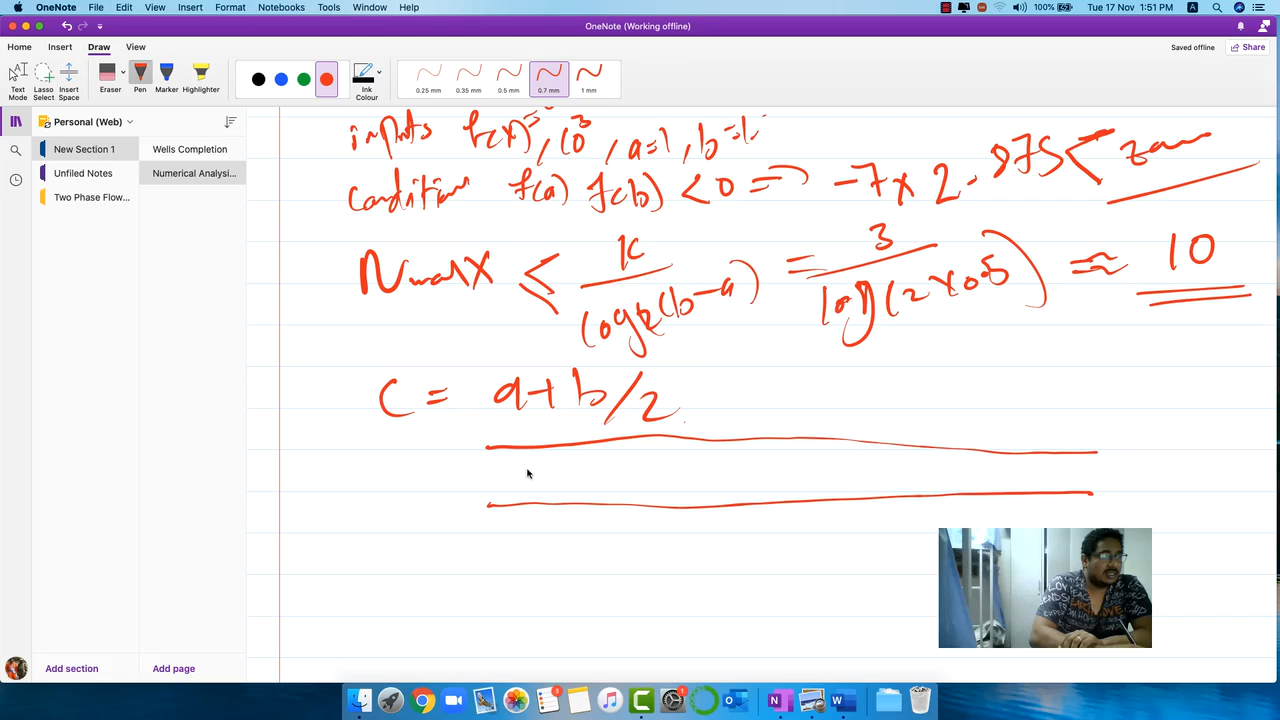 OneNote File Edit View Insert Format Notebooks Tools Window Help 100% Tue 17 Nov 1:51 PM A
OneNote (Working offline)
Home Insert Draw View Saved offline Share
Text Mode Lasso Select Insert Space Eraser Pen Marker Highlighter Ink Colour 0.25 mm 0.35 mm 0.5 mm 0.7 mm 1 mm
Personal (Web)
New Section 1
Unfiled Notes
Two Phase Flow...
Wells Completion
Numerical Analysi...
inputs f(x)= , 10³ , a=1 , b=
condition f(a) f(b) < 0 => -7 x 2.875 <
Nmax ≤ k / log2(b-a) = 3 / log(2x0.5) ≈ 10
C = a+b/2
Add section
Add page